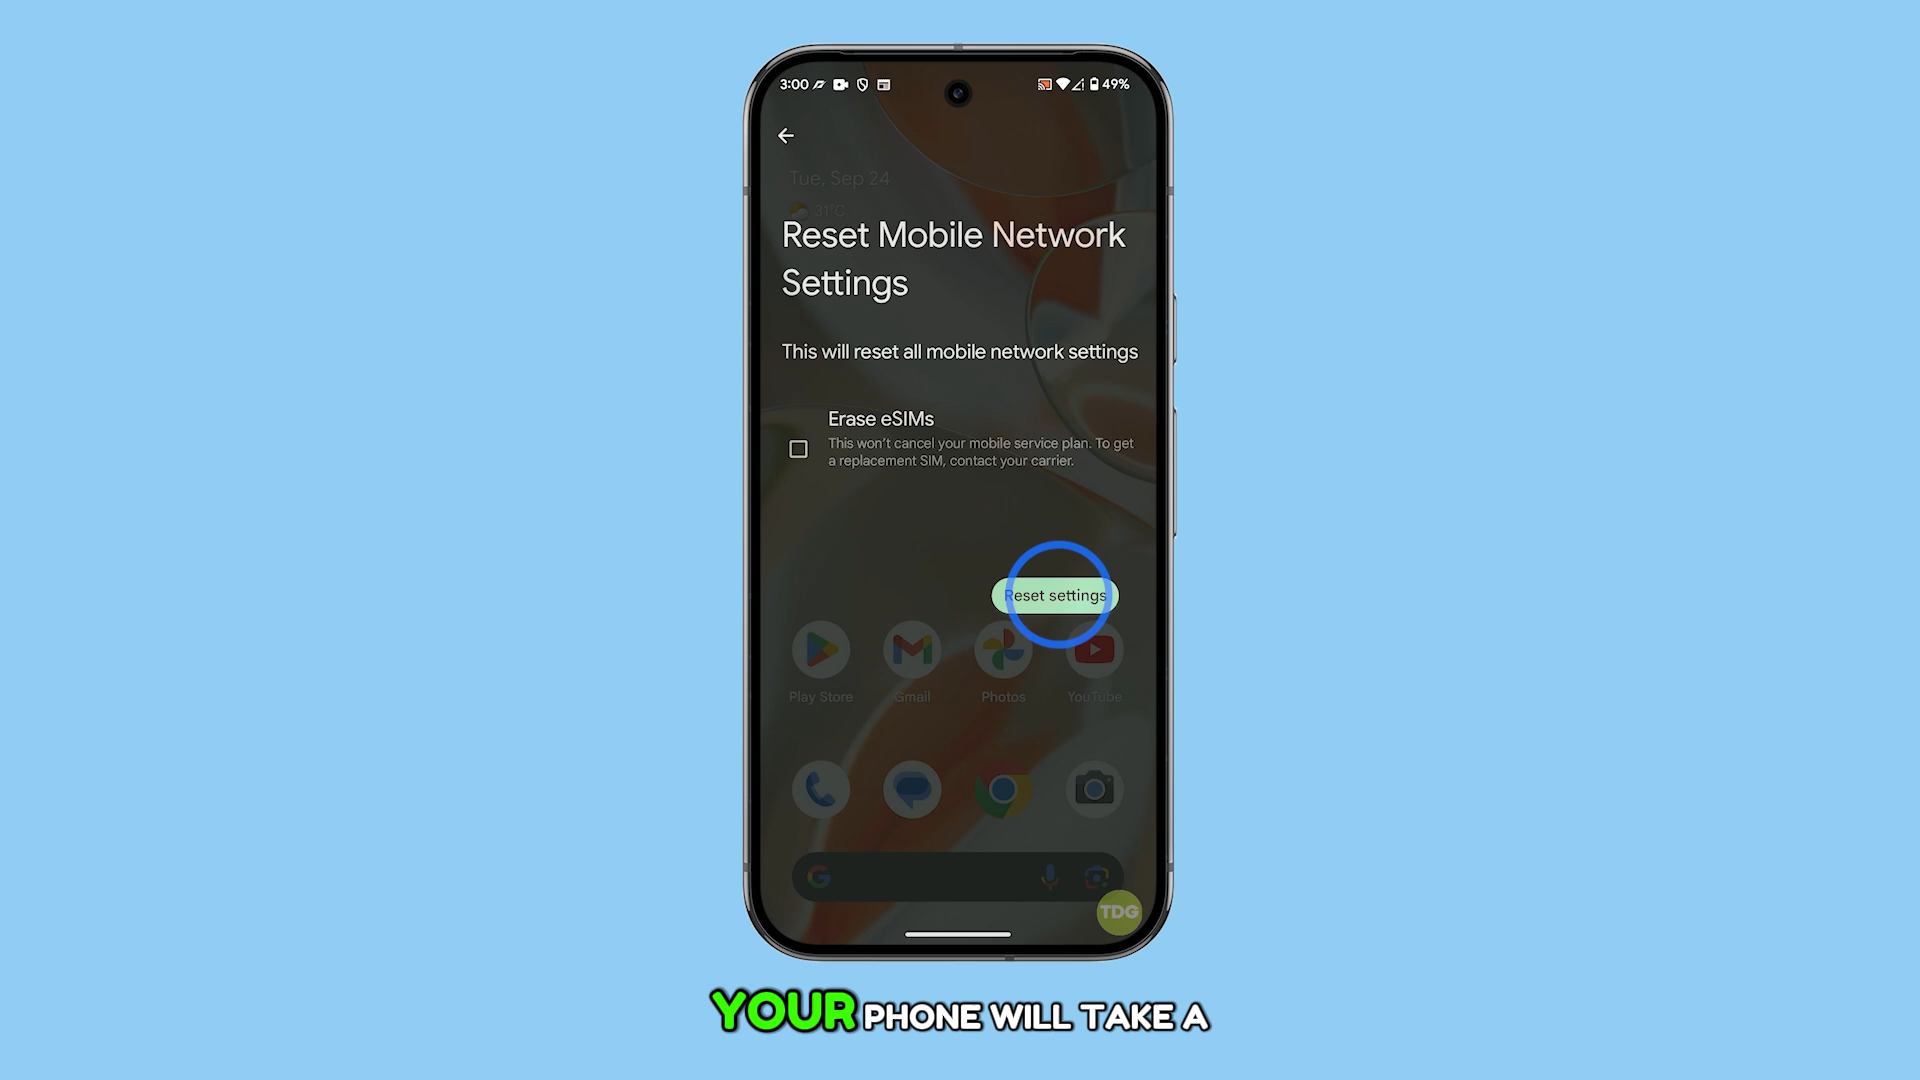 3:00
49%
Tue, Sep 24
31°C
Reset Mobile Network
Settings
This will reset all mobile network settings
Erase eSIMs
This won't cancel your mobile service plan. To get
a replacement SIM, contact your carrier.
Reset settings
Play Store
Gmail
Photos
YouTube
TDG
YOUR PHONE WILL TAKE A